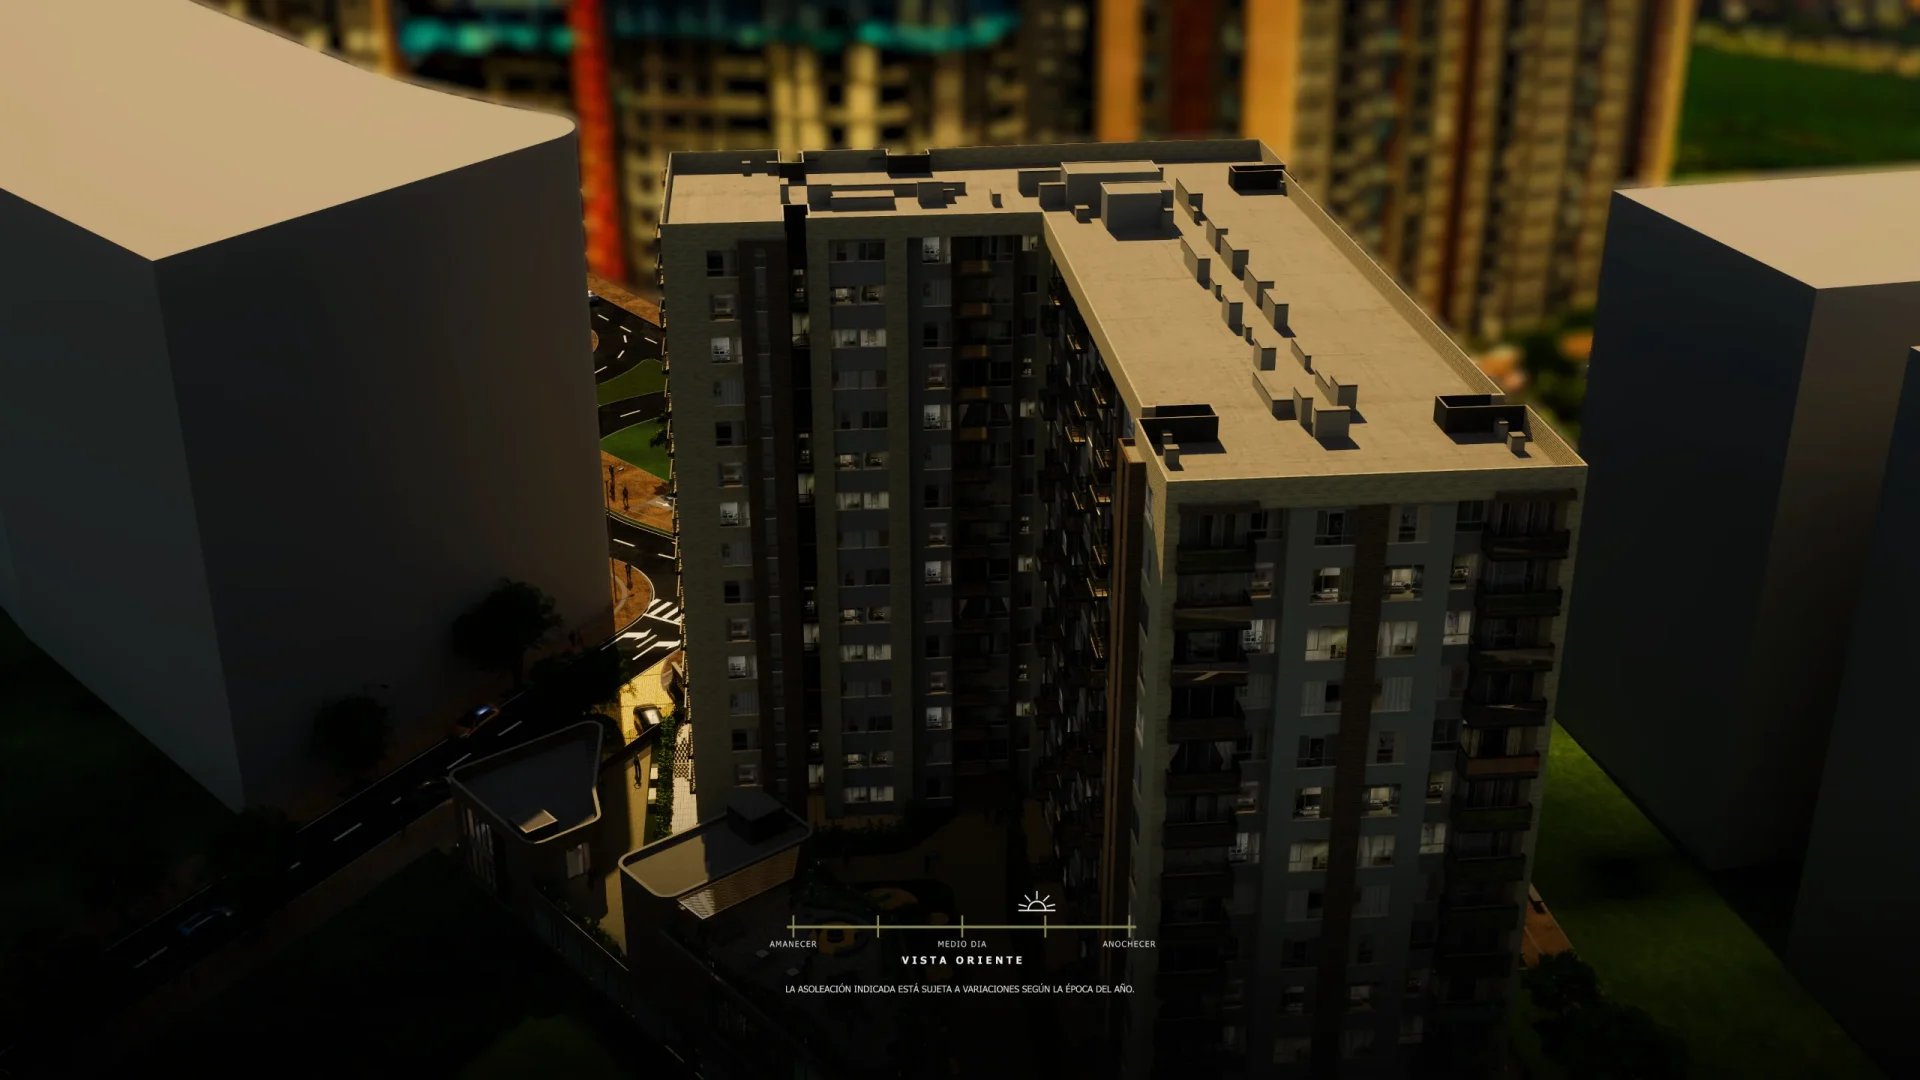 AMANECER MEDIO DIA ANOCHECER
VISTA ORIENTE
LA ASOLEACIÓN INDICADA ESTÁ SUJETA A VARIACIONES SEGÚN LA ÉPOCA DEL AÑO.